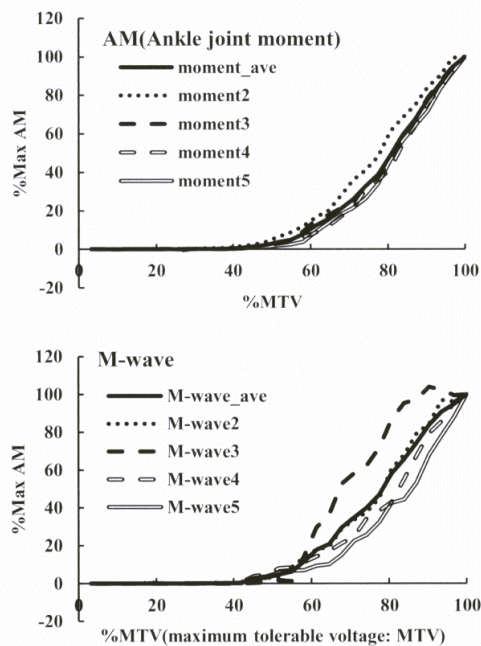 120
AM(Ankle joint moment)
100
moment_ave
80
moment2
60
moment3
40
moment4
20
moment5
0
0 20 40 60 80 100
-20
%Max AM
%MTV
120
M-wave
100
M-wave_ave
80
M-wave2
60
M-wave3
40
M-wave4
20
M-wave5
0
0 20 40 60 80 100
-20
%Max AM
%MTV(maximum tolerable voltage: MTV)